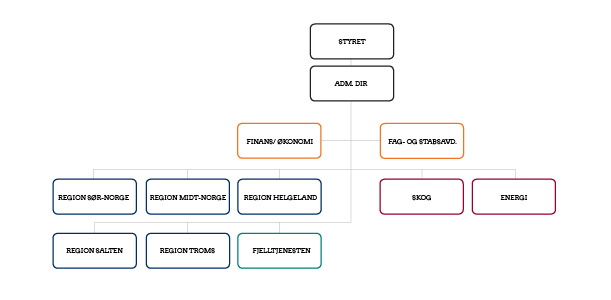 STYRET
ADM. DIR
FINANS/ ØKONOMI
FAG- OG STABSAVD.
REGION SØR-NORGE
REGION MIDT-NORGE
REGION HELGELAND
SKOG
ENERGI
REGION SALTEN
REGION TROMS
FJELLTJENESTEN